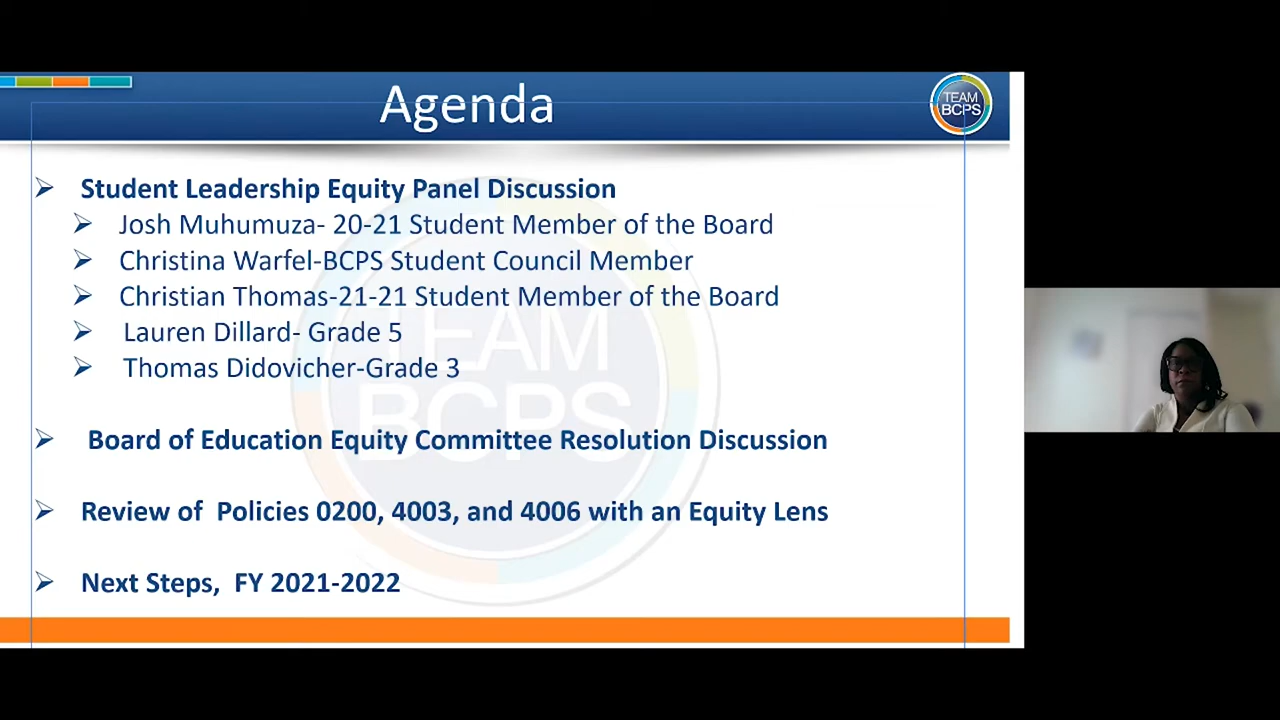 Agenda
TEAM
BCPS
Student Leadership Equity Panel Discussion
Josh Muhumuza- 20-21 Student Member of the Board
Christina Warfel-BCPS Student Council Member
Christian Thomas-21-21 Student Member of the Board
Lauren Dillard- Grade 5
Thomas Didovicher-Grade 3
TEAM
BCPS
Board of Education Equity Committee Resolution Discussion
Review of  Policies 0200, 4003, and 4006 with an Equity Lens
Next Steps,  FY 2021-2022